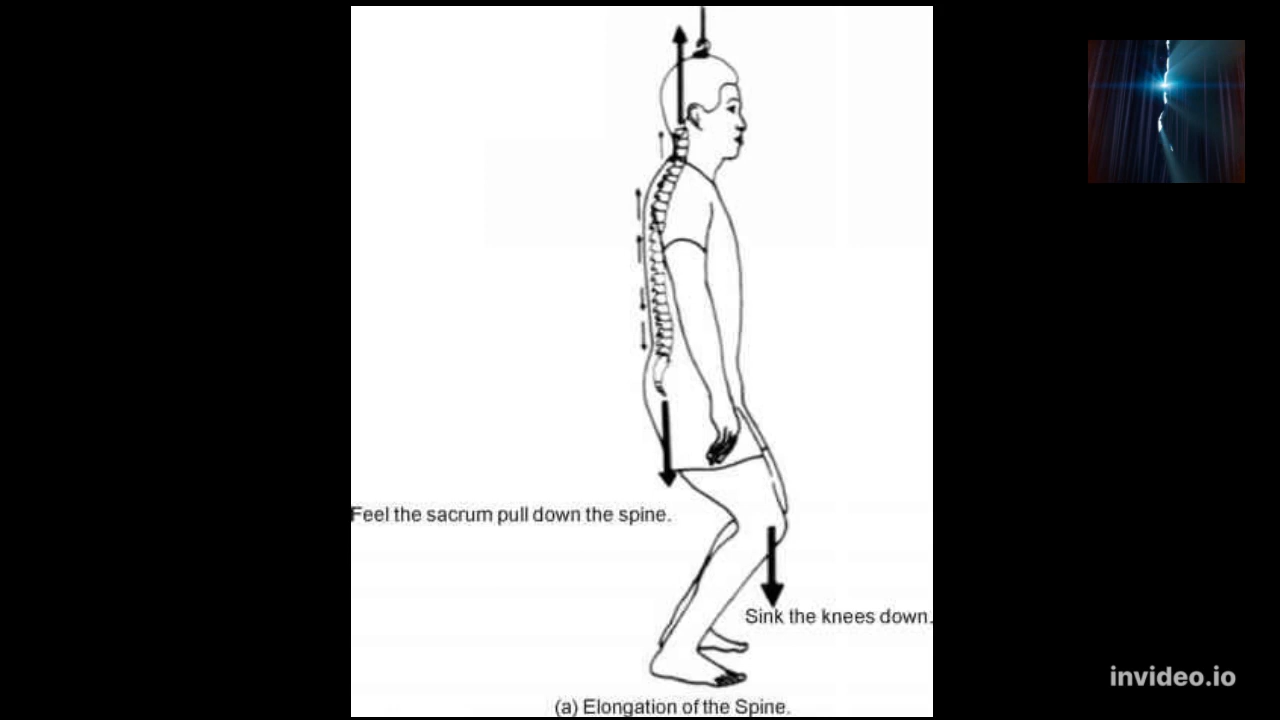 Feel the sacrum pull down the spine.
Sink the knees down.
(a) Elongation of the Spine.
invideo.io